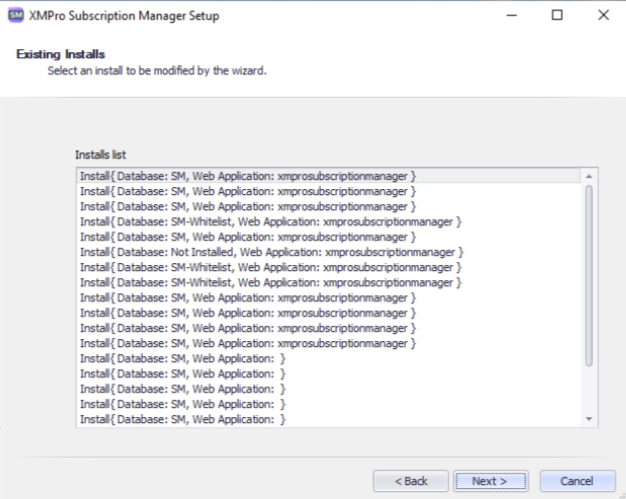 SM XMPro Subscription Manager Setup
Existing Installs
Select an install to be modified by the wizard.
Installs list
Install{ Database: SM, Web Application: xmprosubscriptionmanager }
Install{ Database: SM, Web Application: xmprosubscriptionmanager }
Install{ Database: SM, Web Application: xmprosubscriptionmanager }
Install{ Database: SM-Whitelist, Web Application: xmprosubscriptionmanager }
Install{ Database: SM, Web Application: xmprosubscriptionmanager }
Install{ Database: Not Installed, Web Application: xmprosubscriptionmanager }
Install{ Database: SM-Whitelist, Web Application: xmprosubscriptionmanager }
Install{ Database: SM-Whitelist, Web Application: xmprosubscriptionmanager }
Install{ Database: SM, Web Application: xmprosubscriptionmanager }
Install{ Database: SM, Web Application: xmprosubscriptionmanager }
Install{ Database: SM, Web Application: xmprosubscriptionmanager }
Install{ Database: SM, Web Application: xmprosubscriptionmanager }
Install{ Database: SM, Web Application: }
Install{ Database: SM, Web Application: }
Install{ Database: SM, Web Application: }
Install{ Database: SM, Web Application: }
Install{ Database: SM, Web Application: }
< Back Next > Cancel